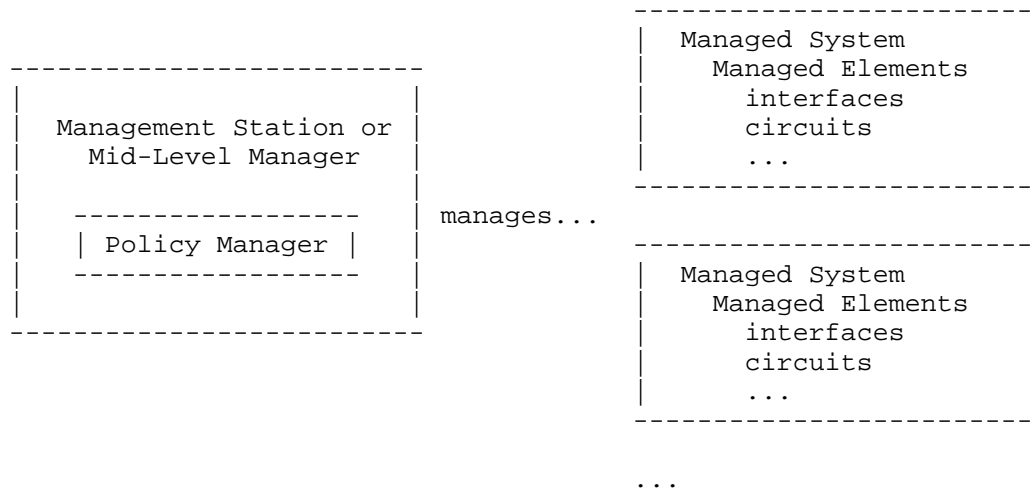 Management Station or
Mid-Level Manager
Policy Manager
manages...
Managed System
Managed Elements
interfaces
circuits
...
Managed System
Managed Elements
interfaces
circuits
...
...